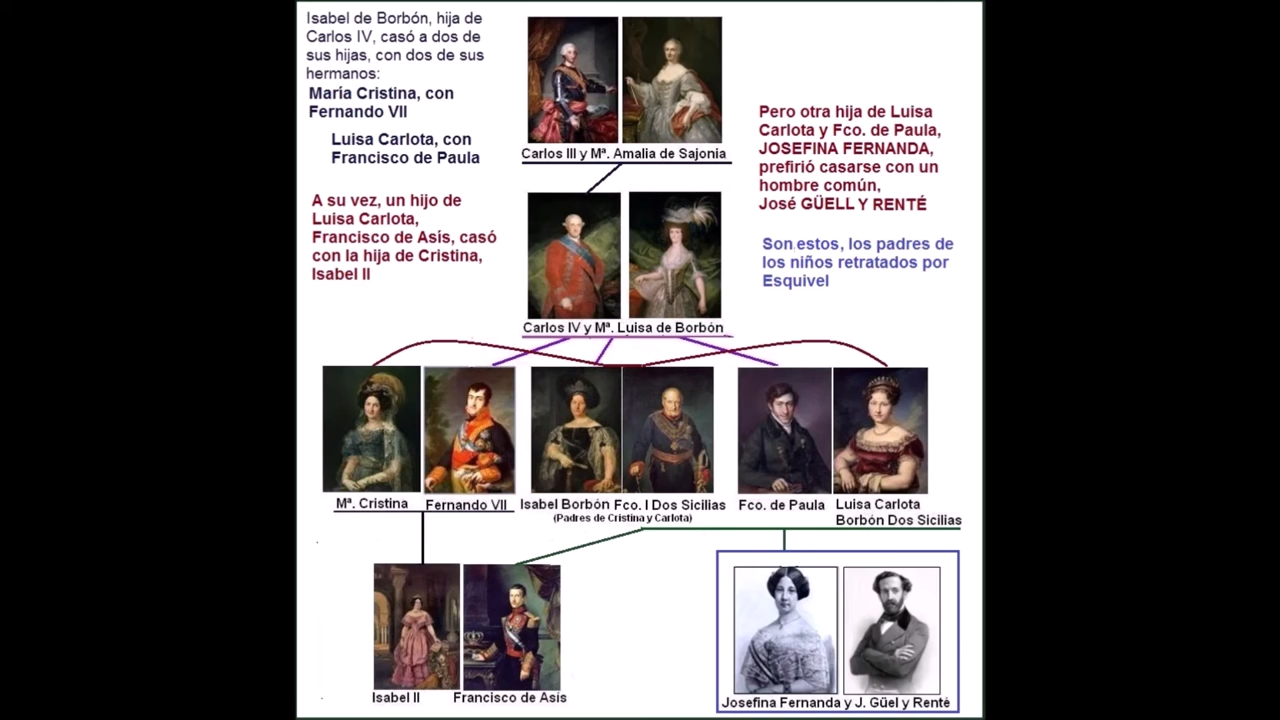 Isabel de Borbón, hija de
Carlos IV, casó a dos de
sus hijas, con dos de sus
hermanos:
María Cristina, con
Fernando VII
Luisa Carlota, con
Francisco de Paula
A su vez, un hijo de
Luisa Carlota,
Francisco de Asís, casó
con la hija de Cristina,
Isabel II
Carlos III y Mª. Amalia de Sajonia
Pero otra hija de Luisa
Carlota y Fco. de Paula,
JOSEFINA FERNANDA,
prefirió casarse con un
hombre común,
José GÜELL Y RENTÉ
Son estos, los padres de
los niños retratados por
Esquivel
Carlos IV y Mª. Luisa de Borbón
Mª. Cristina
Fernando VII
Isabel Borbón Fco. I Dos Sicilias
(Padres de Cristina y Carlota)
Fco. de Paula
Luisa Carlota
Borbón Dos Sicilias
Isabel II
Francisco de Asís
Josefina Fernanda y J. Güel y Renté